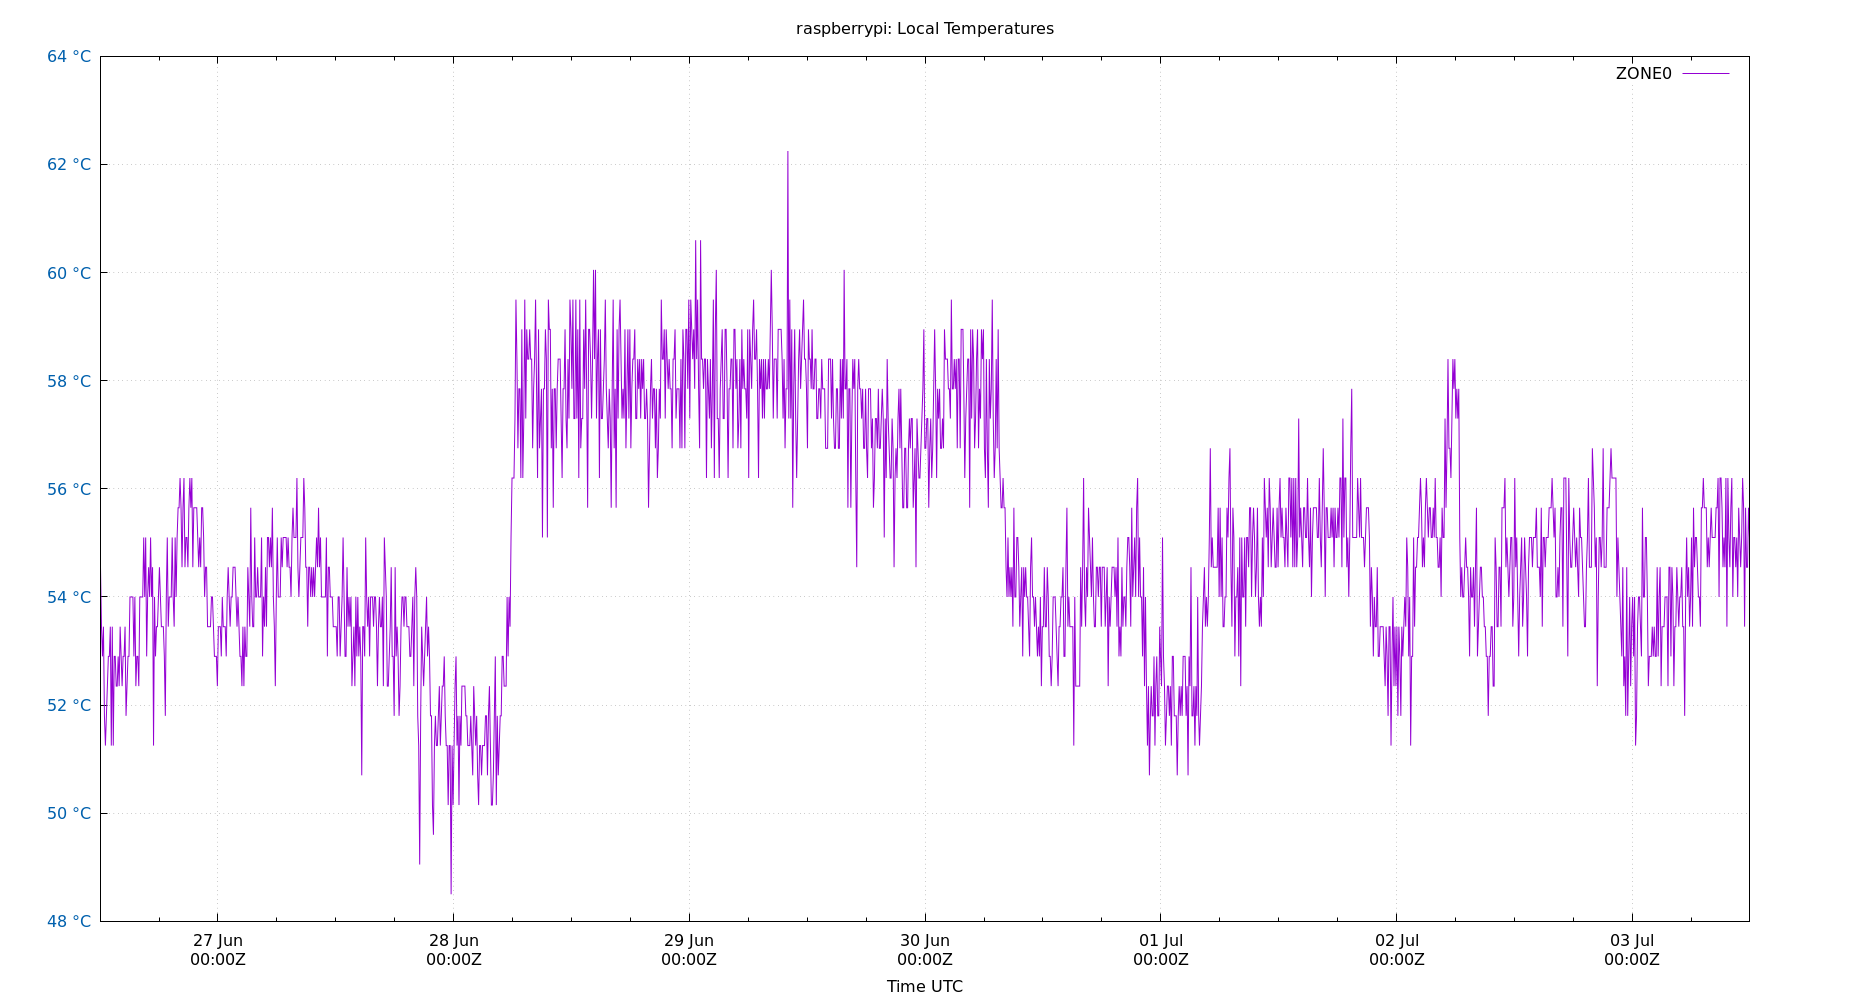 raspberrypi: Local Temperatures
ZONE0
64 °C
62 °C
60 °C
58 °C
56 °C
54 °C
52 °C
50 °C
48 °C
27 Jun 28 Jun 29 Jun 30 Jun 01 Jul 02 Jul 03 Jul
00:00Z 00:00Z 00:00Z 00:00Z 00:00Z 00:00Z 00:00Z
Time UTC